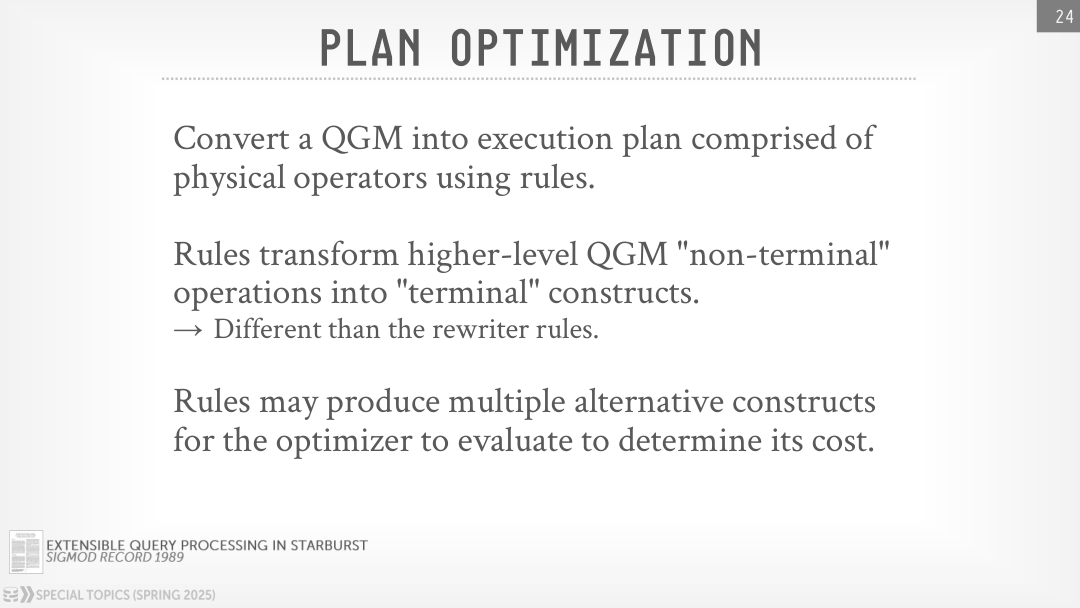 24
PLAN OPTIMIZATION
Convert a QGM into execution plan comprised of
physical operators using rules.
Rules transform higher-level QGM "non-terminal"
operations into "terminal" constructs.
→ Different than the rewriter rules.
Rules may produce multiple alternative constructs
for the optimizer to evaluate to determine its cost.
EXTENSIBLE QUERY PROCESSING IN STARBURST
SIGMOD RECORD 1989
SPECIAL TOPICS (SPRING 2025)